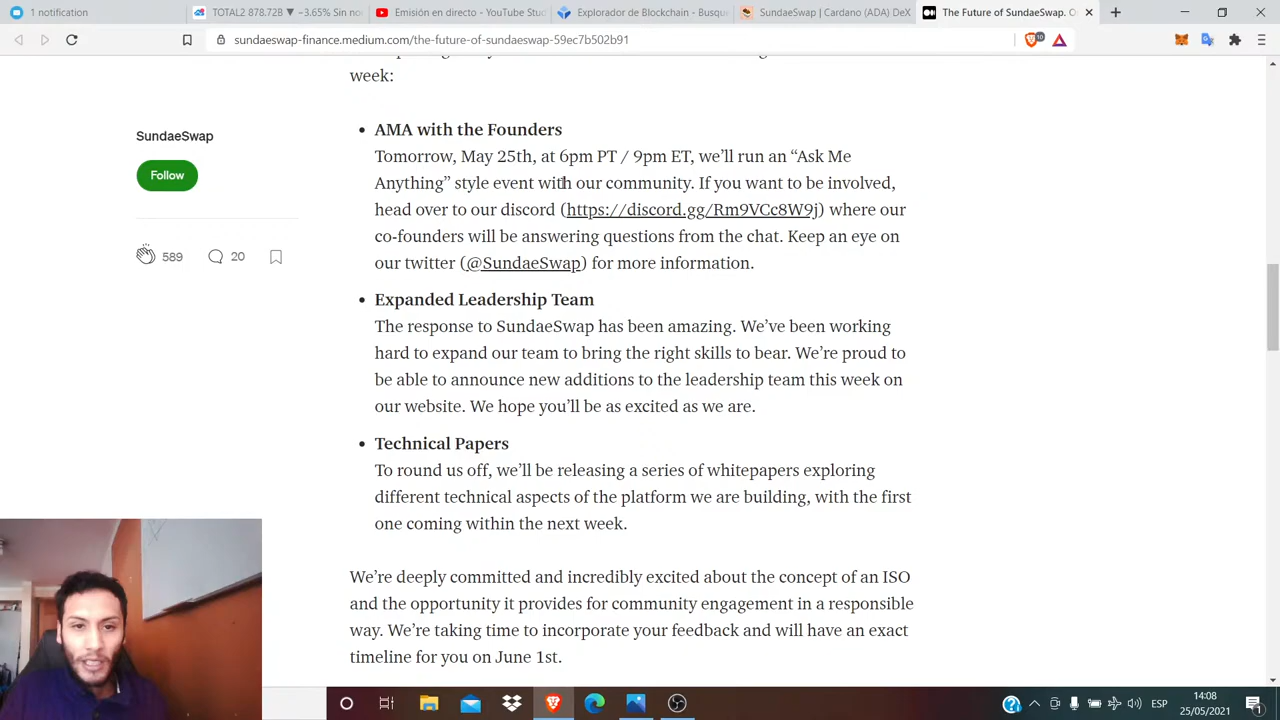 1 notification
TOTAL2 878.72B ▼ −3.65% Sin no
Emisión en directo - YouTube Stud
Explorador de Blockchain - Busque
SundaeSwap | Cardano (ADA) DeX
The Future of SundaeSwap. O
sundaeswap-finance.medium.com/the-future-of-sundaeswap-59ec7b502b91
10
week:
SundaeSwap
Follow
589
20
• AMA with the Founders
Tomorrow, May 25th, at 6pm PT / 9pm ET, we’ll run an “Ask Me
Anything” style event with our community. If you want to be involved,
head over to our discord (https://discord.gg/Rm9VCc8W9j) where our
co-founders will be answering questions from the chat. Keep an eye on
our twitter (@SundaeSwap) for more information.
• Expanded Leadership Team
The response to SundaeSwap has been amazing. We’ve been working
hard to expand our team to bring the right skills to bear. We’re proud to
be able to announce new additions to the leadership team this week on
our website. We hope you’ll be as excited as we are.
• Technical Papers
To round us off, we’ll be releasing a series of whitepapers exploring
different technical aspects of the platform we are building, with the first
one coming within the next week.
We’re deeply committed and incredibly excited about the concept of an ISO
and the opportunity it provides for community engagement in a responsible
way. We’re taking time to incorporate your feedback and will have an exact
timeline for you on June 1st.
ESP
14:08
25/05/2021
1